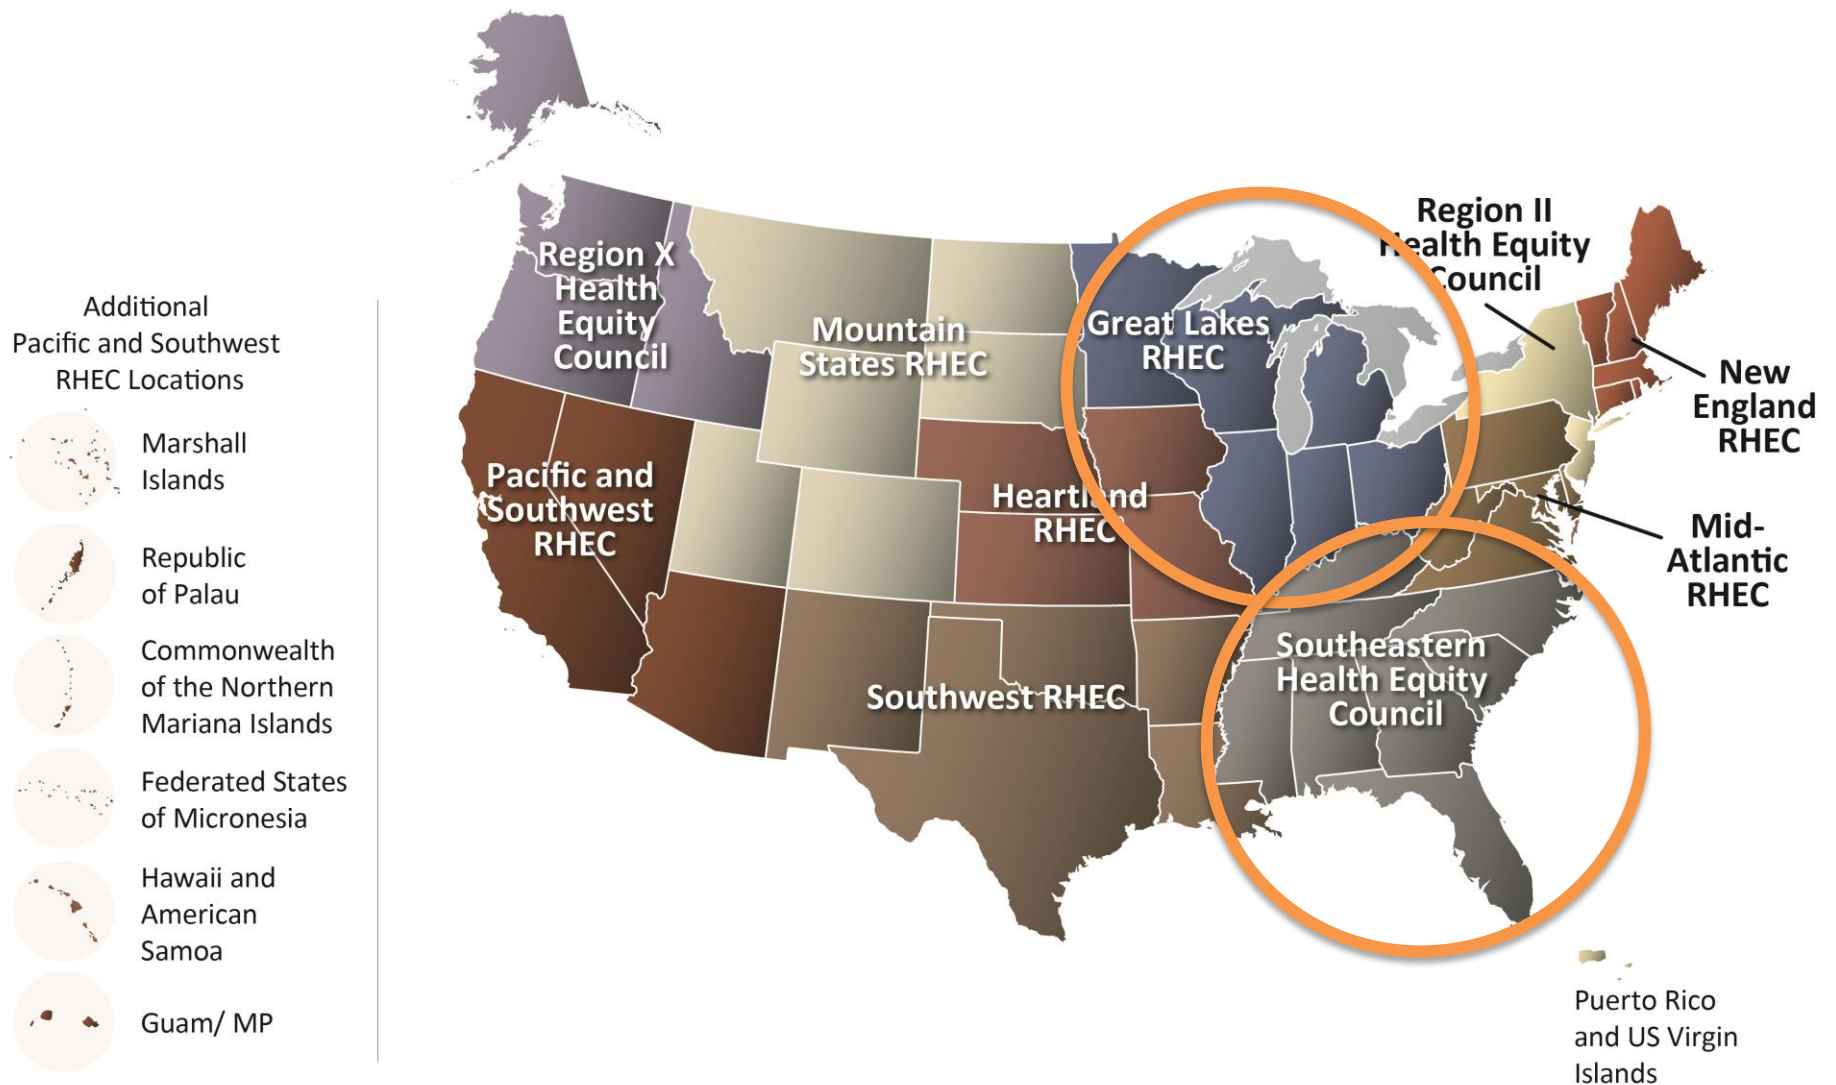 Additional
Pacific and Southwest
RHEC Locations
Marshall
Islands
Republic
of Palau
Commonwealth
of the Northern
Mariana Islands
Federated States
of Micronesia
Hawaii and
American
Samoa
Guam/ MP
Region X
Health
Equity
Council
Mountain
States RHEC
Great Lakes
RHEC
Region II
Health Equity
Council
New
England
RHEC
Pacific and
Southwest
RHEC
Heartland
RHEC
Mid-
Atlantic
RHEC
Southwest RHEC
Southeastern
Health Equity
Council
Puerto Rico
and US Virgin
Islands